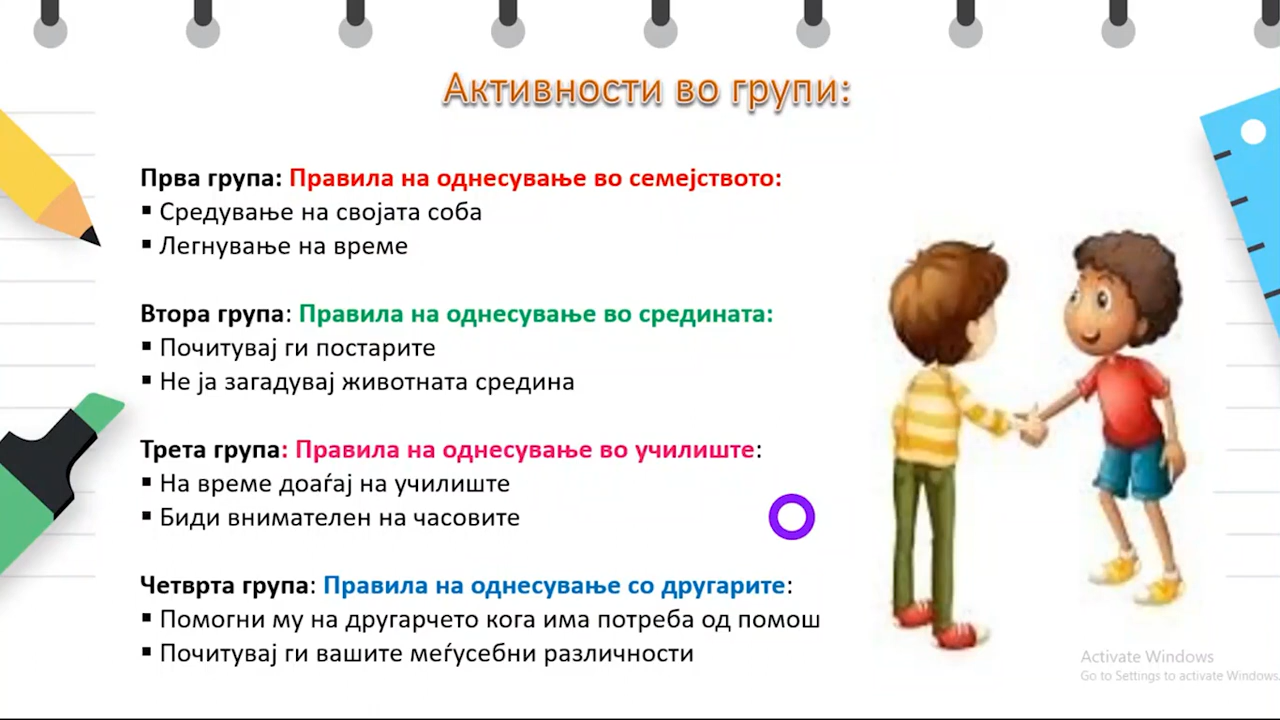 Активности во групи:
Прва група: Правила на однесување во семејството:
▪ Средување на својата соба
▪ Легнување на време
Втора група: Правила на однесување во средината:
▪ Почитувај ги постарите
▪ Не ја загадувај животната средина
Трета група: Правила на однесување во училиште:
▪ На време доаѓај на училиште
▪ Биди внимателен на часовите
Четврта група: Правила на однесување со другарите:
▪ Помогни му на другарчето кога има потреба од помош
▪ Почитувај ги вашите меѓусебни различности
Activate Windows
Go to Settings to activate Windows.